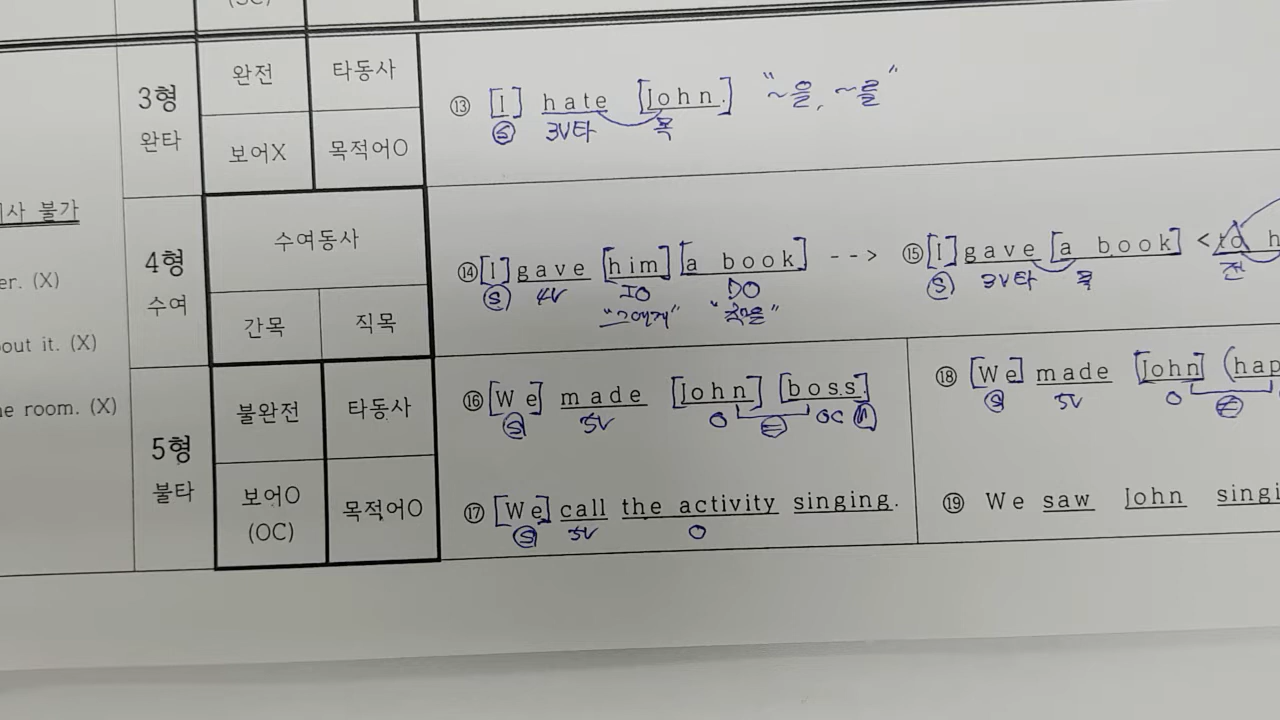 (SC)
3형
완타
완전
타동사
보어X
목적어O
⑬ [I] hate [John.] "~을, ~를"
Ⓢ 3V타 목
사 불가
er. (X)
out it. (X)
e room. (X)
4형
수여
수여동사
간목
직목
⑭ [I] gave [him] [a book] - - > ⑮ [I] gave [a book] < to h
Ⓢ 4V IO DO Ⓢ 3V타 목 전
"그에게" "책을"
5형
불타
불완전
타동사
보어O
(OC)
목적어O
⑯ [We] made [John] [boss.]
Ⓢ 5V O = OC ⓝ
⑰ [We] call the activity singing.
Ⓢ 5V O
⑱ [We] made [John] (hap
Ⓢ 5V O =
⑲ We saw John singi